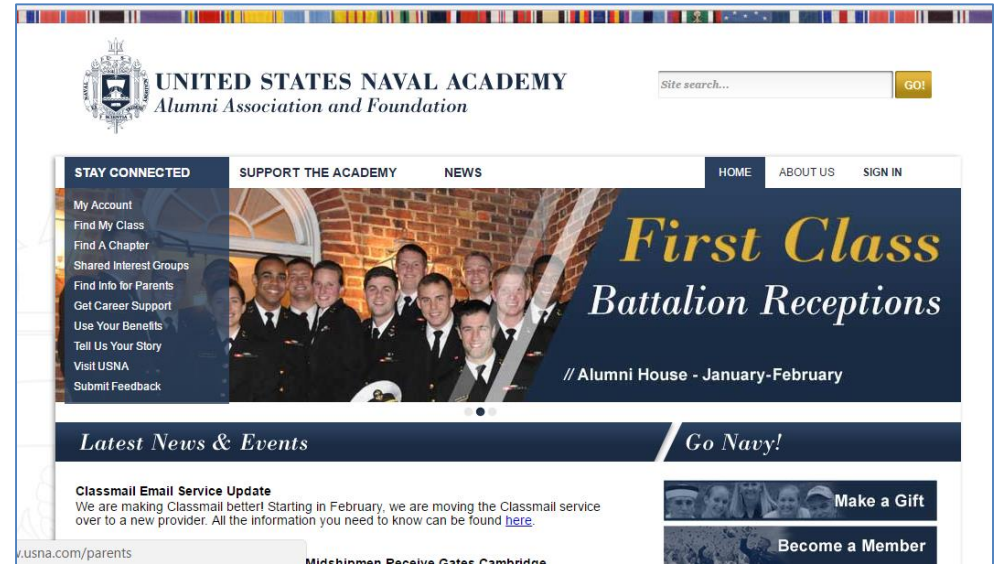 UNITED STATES NAVAL ACADEMY
Alumni Association and Foundation
Site search...
GO!
STAY CONNECTED
SUPPORT THE ACADEMY
NEWS
HOME
ABOUT US
SIGN IN
My Account
Find My Class
Find A Chapter
Shared Interest Groups
Find Info for Parents
Get Career Support
Use Your Benefits
Tell Us Your Story
Visit USNA
Submit Feedback
First Class
Battalion Receptions
// Alumni House - January-February
Latest News & Events
Go Navy!
Classmail Email Service Update
We are making Classmail better! Starting in February, we are moving the Classmail service
over to a new provider. All the information you need to know can be found here.
Make a Gift
Become a Member
w.usna.com/parents
Midshipmen Receive Gates Cambridge